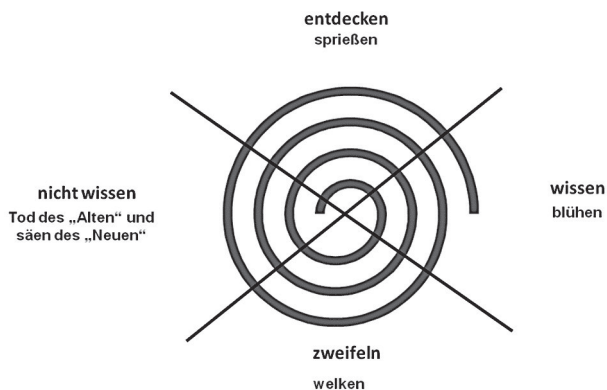 entdecken
sprießen
nicht wissen
Tod des „Alten“ und
säen des „Neuen“
wissen
blühen
zweifeln
welken